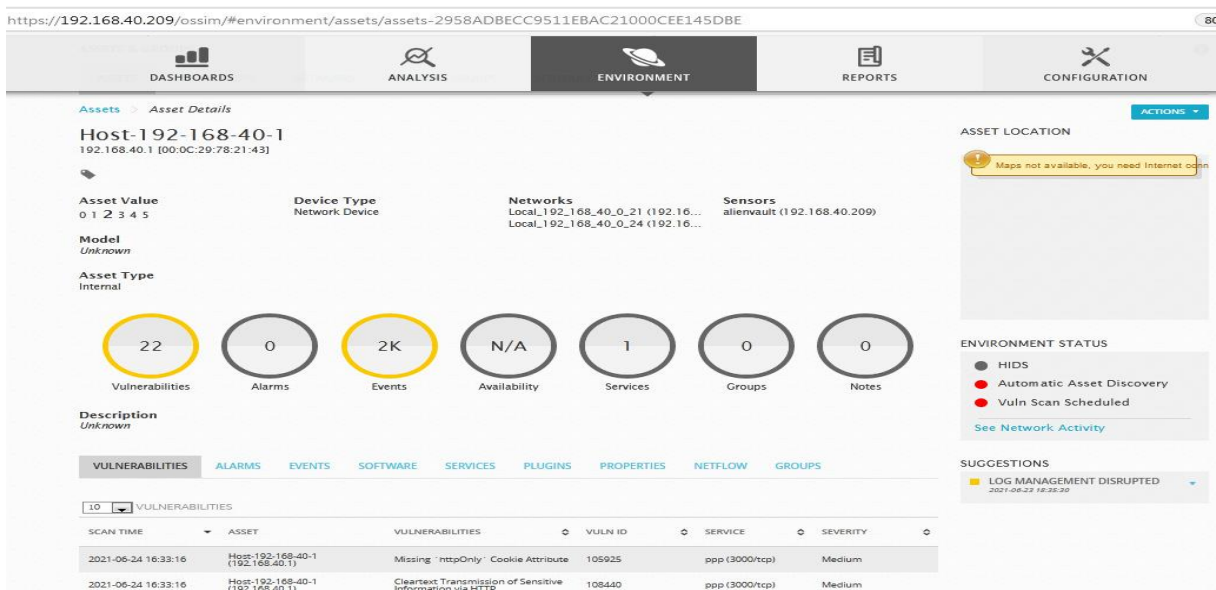 https://192.168.40.209/ossim/#environment/assets/assets-2958ADBECC9511EBAC21000CEE145DBE
80
DASHBOARDS
ANALYSIS
ENVIRONMENT
REPORTS
CONFIGURATION
Assets > Asset Details
ACTIONS
Host-192-168-40-1
192.168.40.1 [00:0C:29:78:21:43]
Asset Value
0 1 2 3 4 5
Device Type
Network Device
Networks
Local_192_168_40_0_21 (192.16...
Local_192_168_40_0_24 (192.16...
Sensors
alienvault (192.168.40.209)
Model
Unknown
Asset Type
Internal
22
Vulnerabilities
0
Alarms
2K
Events
N/A
Availability
1
Services
0
Groups
0
Notes
Description
Unknown
ASSET LOCATION
Maps not available, you need Internet conn
ENVIRONMENT STATUS
HIDS
Automatic Asset Discovery
Vuln Scan Scheduled
See Network Activity
SUGGESTIONS
LOG MANAGEMENT DISRUPTED
2021-06-23 18:35:30
VULNERABILITIES ALARMS EVENTS SOFTWARE SERVICES PLUGINS PROPERTIES NETFLOW GROUPS
10 VULNERABILITIES
SCAN TIME ASSET VULNERABILITIES VULN ID SERVICE SEVERITY
2021-06-24 16:33:16 Host-192-168-40-1 (192.168.40.1) Missing `httpOnly` Cookie Attribute 105925 ppp (3000/tcp) Medium
2021-06-24 16:33:16 Host-192-168-40-1 (192.168.40.1) Cleartext Transmission of Sensitive Information via HTTP 108440 ppp (3000/tcp) Medium